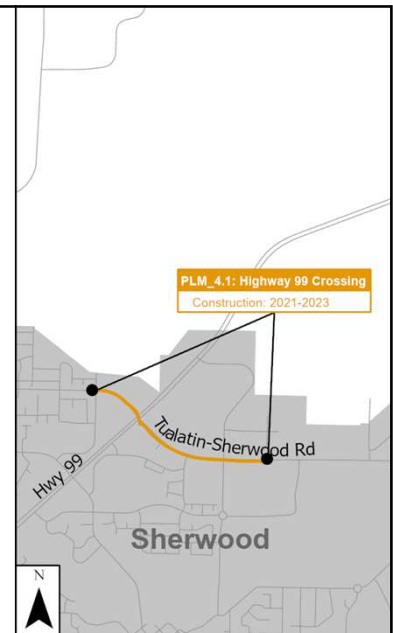 PLM_4.1: Highway 99 Crossing
Construction: 2021-2023
Tualatin-Sherwood Rd
Hwy 99
Sherwood
N